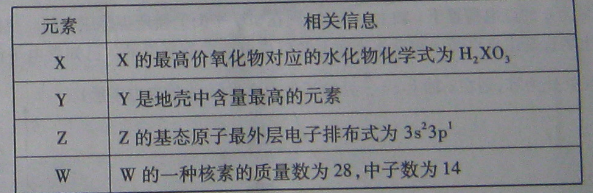 元素 相关信息
X X 的最高价氧化物对应的水化物化学式为 H₂XO₃
Y Y 是地壳中含量最高的元素
Z Z 的基态原子最外层电子排布式为 3s²3p¹
W W 的一种核素的质量数为 28,中子数为 14